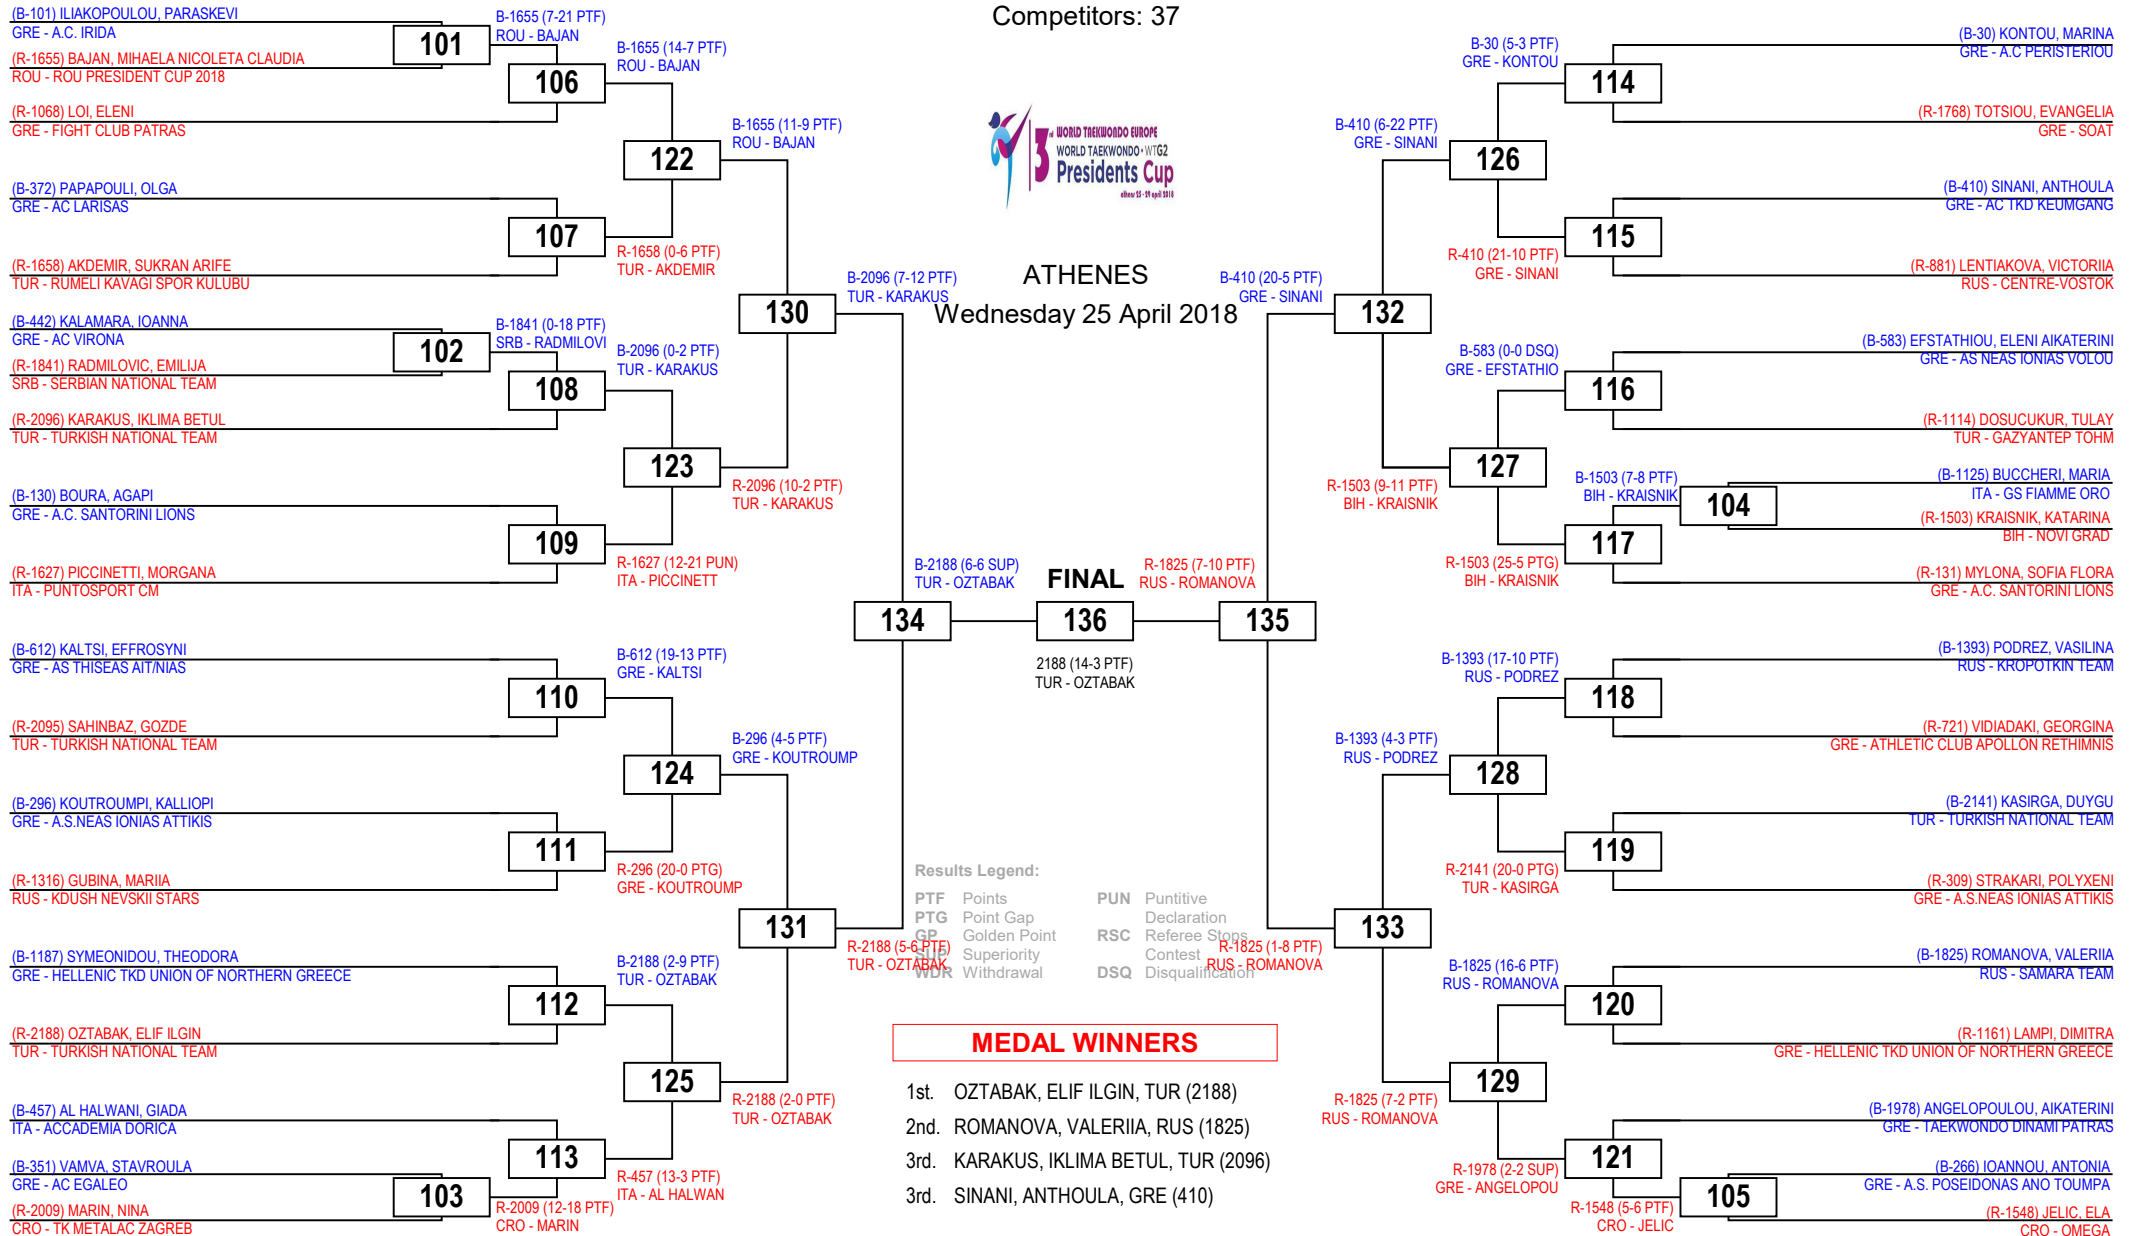 Competitors: 37
3rd WORLD TAEKWONDO EUROPE
WORLD TAEKWONDO • WTG2
Presidents Cup
athens 25 - 29 april 2018
ATHENES
Wednesday 25 April 2018
(B-101) ILIAKOPOULOU, PARASKEVI
GRE - A.C. IRIDA
(R-1655) BAJAN, MIHAELA NICOLETA CLAUDIA
ROU - ROU PRESIDENT CUP 2018
(R-1068) LOI, ELENI
GRE - FIGHT CLUB PATRAS
(B-372) PAPAPOULI, OLGA
GRE - AC LARISAS
(R-1658) AKDEMIR, SUKRAN ARIFE
TUR - RUMELI KAVAGI SPOR KULUBU
(B-442) KALAMARA, IOANNA
GRE - AC VIRONA
(R-1841) RADMILOVIC, EMILIJA
SRB - SERBIAN NATIONAL TEAM
(R-2096) KARAKUS, IKLIMA BETUL
TUR - TURKISH NATIONAL TEAM
(B-130) BOURA, AGAPI
GRE - A.C. SANTORINI LIONS
(R-1627) PICCINETTI, MORGANA
ITA - PUNTOSPORT CM
(B-612) KALTSI, EFFROSYNI
GRE - AS THISEAS AIT/NIAS
(R-2095) SAHINBAZ, GOZDE
TUR - TURKISH NATIONAL TEAM
(B-296) KOUTROUMPI, KALLIOPI
GRE - A.S.NEAS IONIAS ATTIKIS
(R-1316) GUBINA, MARIIA
RUS - KDUSH NEVSKII STARS
(B-1187) SYMEONIDOU, THEODORA
GRE - HELLENIC TKD UNION OF NORTHERN GREECE
(R-2188) OZTABAK, ELIF ILGIN
TUR - TURKISH NATIONAL TEAM
(B-457) AL HALWANI, GIADA
ITA - ACCADEMIA DORICA
(B-351) VAMVA, STAVROULA
GRE - AC EGALEO
(R-2009) MARIN, NINA
CRO - TK METALAC ZAGREB
101
B-1655 (7-21 PTF)
ROU - BAJAN
102
B-1841 (0-18 PTF)
SRB - RADMILOVI
103
R-2009 (12-18 PTF)
CRO - MARIN
106
B-1655 (14-7 PTF)
ROU - BAJAN
107
R-1658 (0-6 PTF)
TUR - AKDEMIR
108
B-2096 (0-2 PTF)
TUR - KARAKUS
109
R-1627 (12-21 PUN)
ITA - PICCINETT
110
B-612 (19-13 PTF)
GRE - KALTSI
111
R-296 (20-0 PTG)
GRE - KOUTROUMP
112
B-2188 (2-9 PTF)
TUR - OZTABAK
113
R-457 (13-3 PTF)
ITA - AL HALWAN
122
B-1655 (11-9 PTF)
ROU - BAJAN
123
R-2096 (10-2 PTF)
TUR - KARAKUS
124
B-296 (4-5 PTF)
GRE - KOUTROUMP
125
R-2188 (2-0 PTF)
TUR - OZTABAK
130
B-2096 (7-12 PTF)
TUR - KARAKUS
131
R-2188 (5-6 PTF)
TUR - OZTABAK
134
B-2188 (6-6 SUP)
TUR - OZTABAK
FINAL
136
2188 (14-3 PTF)
TUR - OZTABAK
R-1825 (7-10 PTF)
RUS - ROMANOVA
135
B-410 (20-5 PTF)
GRE - SINANI
132
R-1825 (1-8 PTF)
RUS - ROMANOVA
133
B-410 (6-22 PTF)
GRE - SINANI
126
R-1503 (9-11 PTF)
BIH - KRAISNIK
127
B-1393 (4-3 PTF)
RUS - PODREZ
128
R-1825 (7-2 PTF)
RUS - ROMANOVA
129
B-30 (5-3 PTF)
GRE - KONTOU
114
R-410 (21-10 PTF)
GRE - SINANI
115
B-583 (0-0 DSQ)
GRE - EFSTATHIO
116
R-1503 (25-5 PTG)
BIH - KRAISNIK
117
B-1393 (17-10 PTF)
RUS - PODREZ
118
R-2141 (20-0 PTG)
TUR - KASIRGA
119
B-1825 (16-6 PTF)
RUS - ROMANOVA
120
R-1978 (2-2 SUP)
GRE - ANGELOPOU
121
B-1503 (7-8 PTF)
BIH - KRAISNIK
104
R-1548 (5-6 PTF)
CRO - JELIC
105
(B-30) KONTOU, MARINA
GRE - A.C PERISTERIOU
(R-1768) TOTSIOU, EVANGELIA
GRE - SOAT
(B-410) SINANI, ANTHOULA
GRE - AC TKD KEUMGANG
(R-881) LENTIAKOVA, VICTORIIA
RUS - CENTRE-VOSTOK
(B-583) EFSTATHIOU, ELENI AIKATERINI
GRE - AS NEAS IONIAS VOLOU
(R-1114) DOSUCUKUR, TULAY
TUR - GAZYANTEP TOHM
(B-1125) BUCCHERI, MARIA
ITA - GS FIAMME ORO
(R-1503) KRAISNIK, KATARINA
BIH - NOVI GRAD
(R-131) MYLONA, SOFIA FLORA
GRE - A.C. SANTORINI LIONS
(B-1393) PODREZ, VASILINA
RUS - KROPOTKIN TEAM
(R-721) VIDIADAKI, GEORGINA
GRE - ATHLETIC CLUB APOLLON RETHIMNIS
(B-2141) KASIRGA, DUYGU
TUR - TURKISH NATIONAL TEAM
(R-309) STRAKARI, POLYXENI
GRE - A.S.NEAS IONIAS ATTIKIS
(B-1825) ROMANOVA, VALERIIA
RUS - SAMARA TEAM
(R-1161) LAMPI, DIMITRA
GRE - HELLENIC TKD UNION OF NORTHERN GREECE
(B-1978) ANGELOPOULOU, AIKATERINI
GRE - TAEKWONDO DINAMI PATRAS
(B-266) IOANNOU, ANTONIA
GRE - A.S. POSEIDONAS ANO TOUMPA
(R-1548) JELIC, ELA
CRO - OMEGA
Results Legend:
PTF Points
PTG Point Gap
GP Golden Point
SUP Superiority
WDR Withdrawal
PUN Puntitive
Declaration
RSC Referee Stops
Contest
DSQ Disqualification
MEDAL WINNERS
1st. OZTABAK, ELIF ILGIN, TUR (2188)
2nd. ROMANOVA, VALERIIA, RUS (1825)
3rd. KARAKUS, IKLIMA BETUL, TUR (2096)
3rd. SINANI, ANTHOULA, GRE (410)